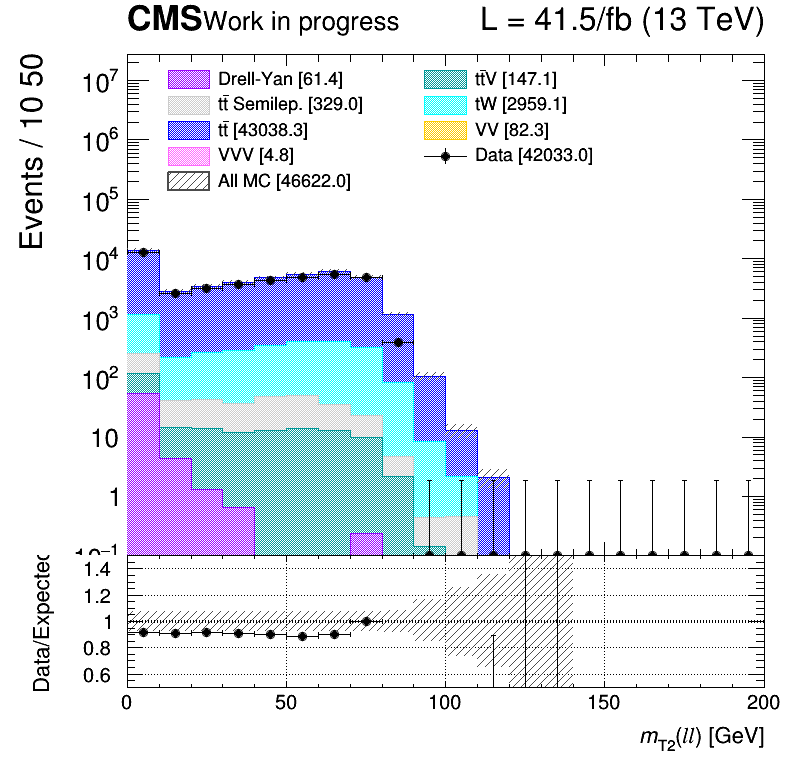 CMS Work in progress L = 41.5/fb (13 TeV)
Events / 10 50
10⁷
10⁶
10⁵
10⁴
10³
10²
10
1
10⁻¹
Drell-Yan [61.4]
tt̄ Semilep. [329.0]
tt̄ [43038.3]
VVV [4.8]
All MC [46622.0]
tt̄V [147.1]
tW [2959.1]
VV [82.3]
Data [42033.0]
Data/Expected
1.4
1.2
1
0.8
0.6
0 50 100 150 200
m_T2(ll) [GeV]